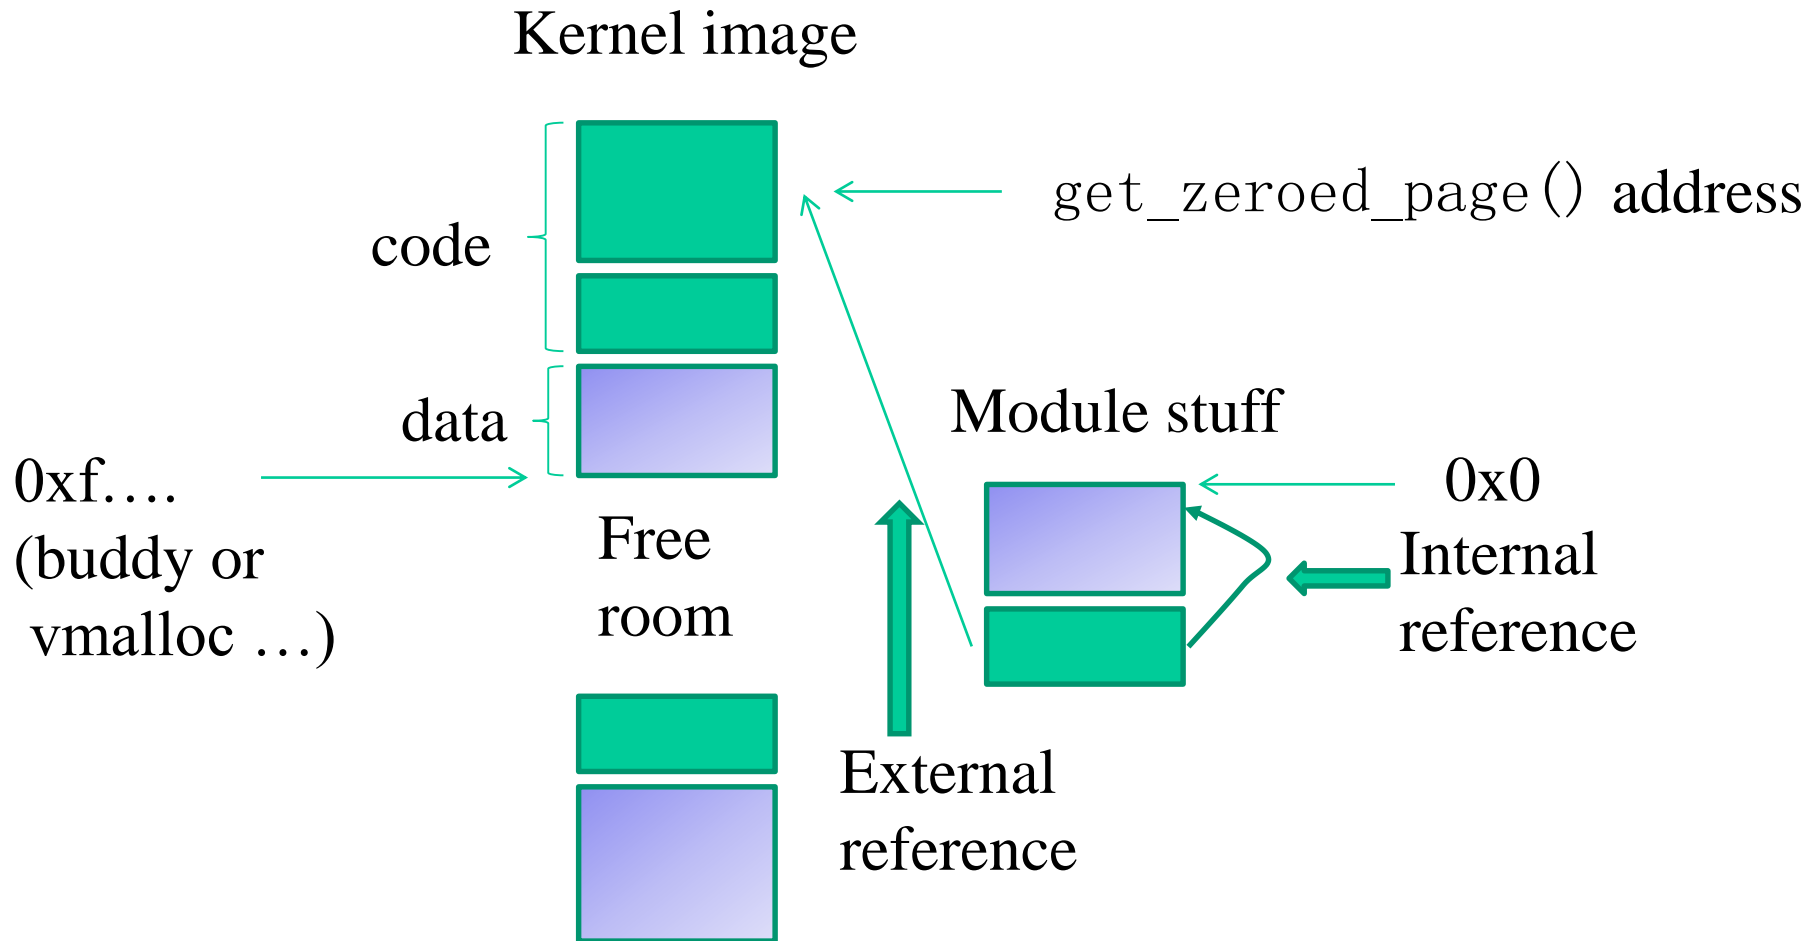 Kernel image
get_zeroed_page() address
code
data
Module stuff
0xf….
(buddy or
vmalloc …)
0x0
Free
room
Internal
reference
External
reference